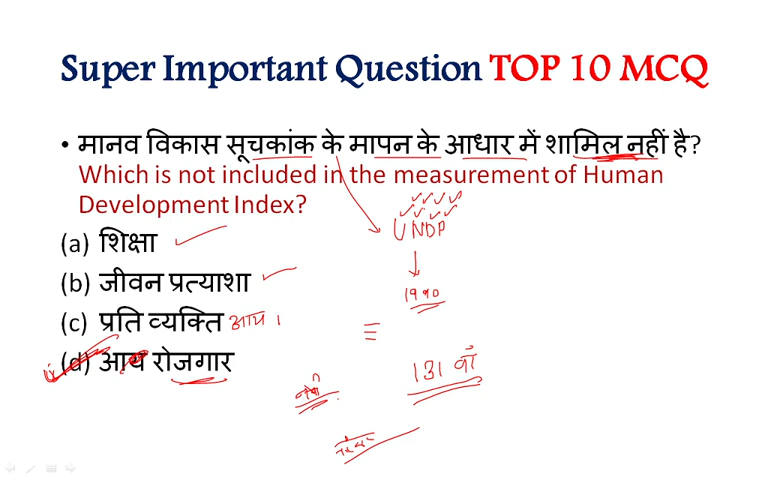 Super Important Question TOP 10 MCQ
• मानव विकास सूचकांक के मापन के आधार में शामिल नहीं है?
Which is not included in the measurement of Human
Development Index?
(a) शिक्षा
UNDP
(b) जीवन प्रत्याशा
१९९०
(c) प्रति व्यक्ति आय ।
(d) आय रोजगार
131 वाँ